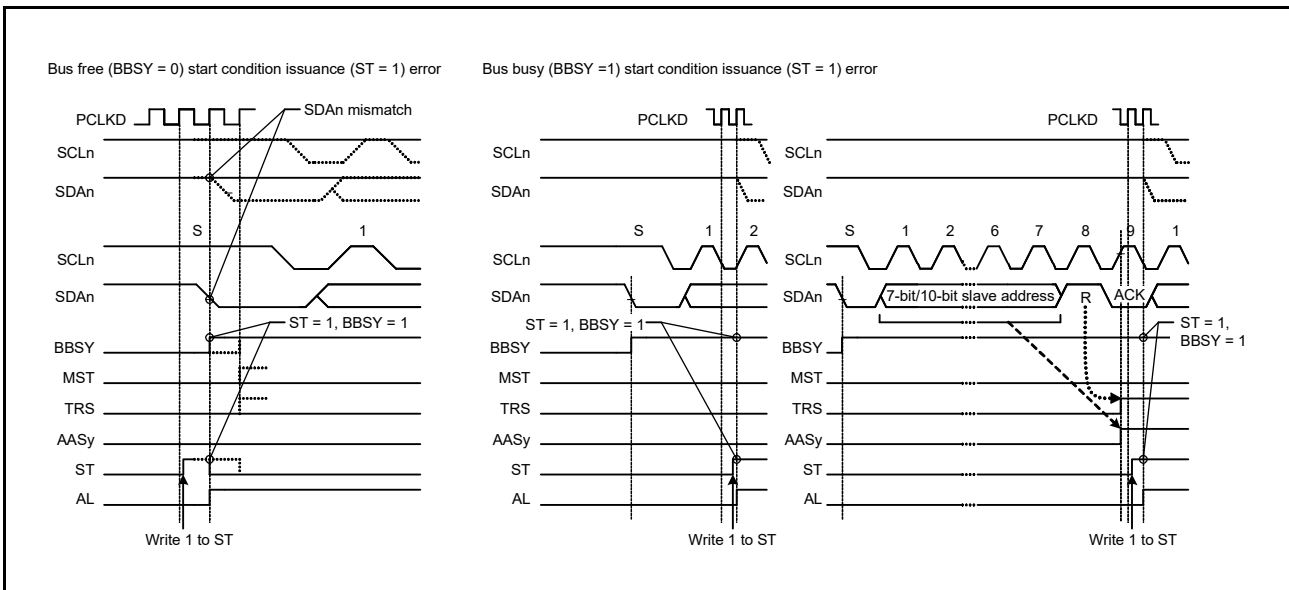 Bus free (BBSY = 0) start condition issuance (ST = 1) error
Bus busy (BBSY =1) start condition issuance (ST = 1) error
PCLKD
SDAn mismatch
SCLn
SDAn
S
1
SCLn
SDAn
ST = 1, BBSY = 1
BBSY
MST
TRS
AASy
ST
AL
Write 1 to ST
PCLKD
SCLn
SDAn
S
1
2
SCLn
SDAn
ST = 1, BBSY = 1
BBSY
MST
TRS
AASy
ST
AL
Write 1 to ST
PCLKD
SCLn
SDAn
S
1
2
6
7
8
9
1
SCLn
SDAn
7-bit/10-bit slave address
R
ACK
ST = 1,
BBSY = 1
BBSY
MST
TRS
AASy
ST
AL
Write 1 to ST